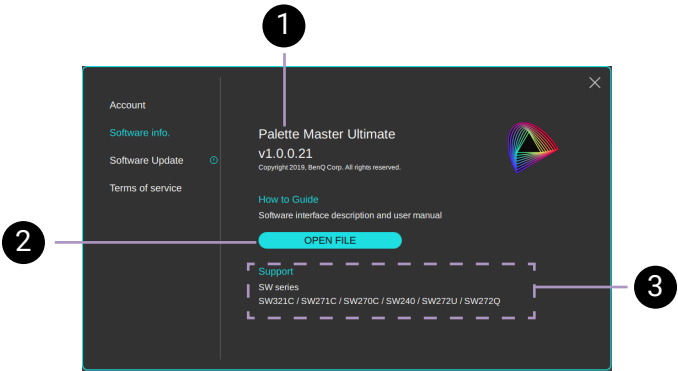 1
Account
Software info.
Software Update
Terms of service
Palette Master Ultimate
v1.0.0.21
Copyright 2019, BenQ Corp. All rights reserved.
How to Guide
Software interface description and user manual
2
OPEN FILE
Support
SW series
SW321C / SW271C / SW270C / SW240 / SW272U / SW272Q
3